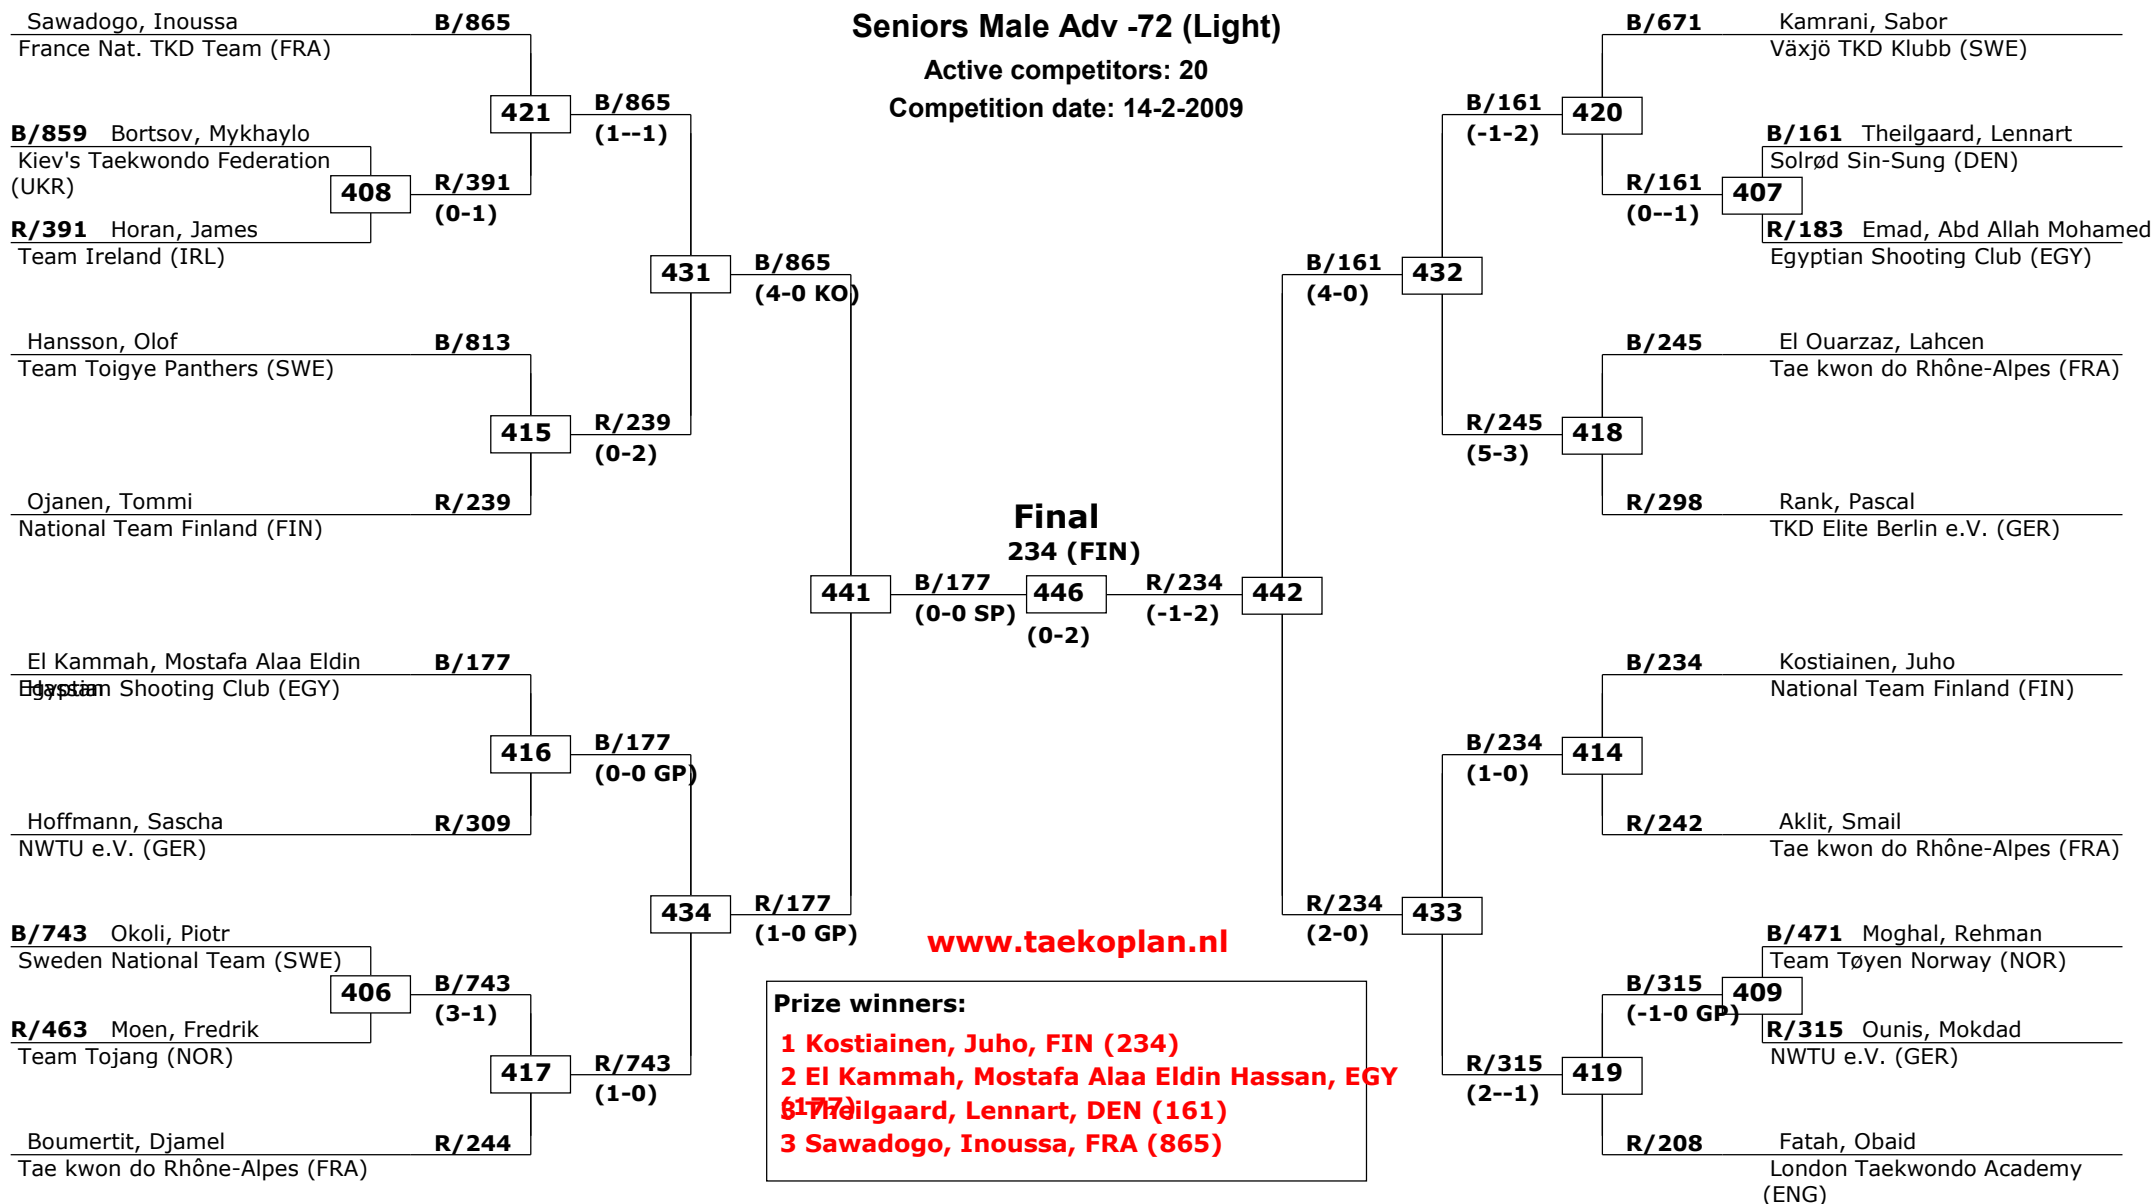 Seniors Male Adv -72 (Light)
Active competitors: 20
Competition date: 14-2-2009
Sawadogo, Inoussa B/865
France Nat. TKD Team (FRA)
421
B/865
(1--1)
B/859 Bortsov, Mykhaylo
Kiev's Taekwondo Federation
(UKR)
408
R/391
(0-1)
R/391 Horan, James
Team Ireland (IRL)
431
B/865
(4-0 KO)
Hansson, Olof B/813
Team Toigye Panthers (SWE)
415
R/239
(0-2)
Ojanen, Tommi R/239
National Team Finland (FIN)
441
B/177
(0-0 SP)
El Kammah, Mostafa Alaa Eldin B/177
Hassan
Egyptian Shooting Club (EGY)
416
B/177
(0-0 GP)
Hoffmann, Sascha R/309
NWTU e.V. (GER)
434
R/177
(1-0 GP)
B/743 Okoli, Piotr
Sweden National Team (SWE)
406
B/743
(3-1)
R/463 Moen, Fredrik
Team Tojang (NOR)
417
R/743
(1-0)
Boumertit, Djamel R/244
Tae kwon do Rhône-Alpes (FRA)
Final
234 (FIN)
446
(0-2)
B/671 Kamrani, Sabor
Växjö TKD Klubb (SWE)
B/161
(-1-2)
420
B/161 Theilgaard, Lennart
Solrød Sin-Sung (DEN)
R/161
(0--1)
407
R/183 Emad, Abd Allah Mohamed
Egyptian Shooting Club (EGY)
B/161
(4-0)
432
B/245 El Ouarzaz, Lahcen
Tae kwon do Rhône-Alpes (FRA)
R/245
(5-3)
418
R/298 Rank, Pascal
TKD Elite Berlin e.V. (GER)
R/234
(-1-2)
442
B/234 Kostiainen, Juho
National Team Finland (FIN)
B/234
(1-0)
414
R/242 Aklit, Smail
Tae kwon do Rhône-Alpes (FRA)
R/234
(2-0)
433
B/471 Moghal, Rehman
Team Tøyen Norway (NOR)
B/315
(-1-0 GP)
409
R/315 Ounis, Mokdad
NWTU e.V. (GER)
R/315
(2--1)
419
R/208 Fatah, Obaid
London Taekwondo Academy
(ENG)
www.taekoplan.nl
Prize winners:
1 Kostiainen, Juho, FIN (234)
2 El Kammah, Mostafa Alaa Eldin Hassan, EGY
(177)
3 Theilgaard, Lennart, DEN (161)
3 Sawadogo, Inoussa, FRA (865)